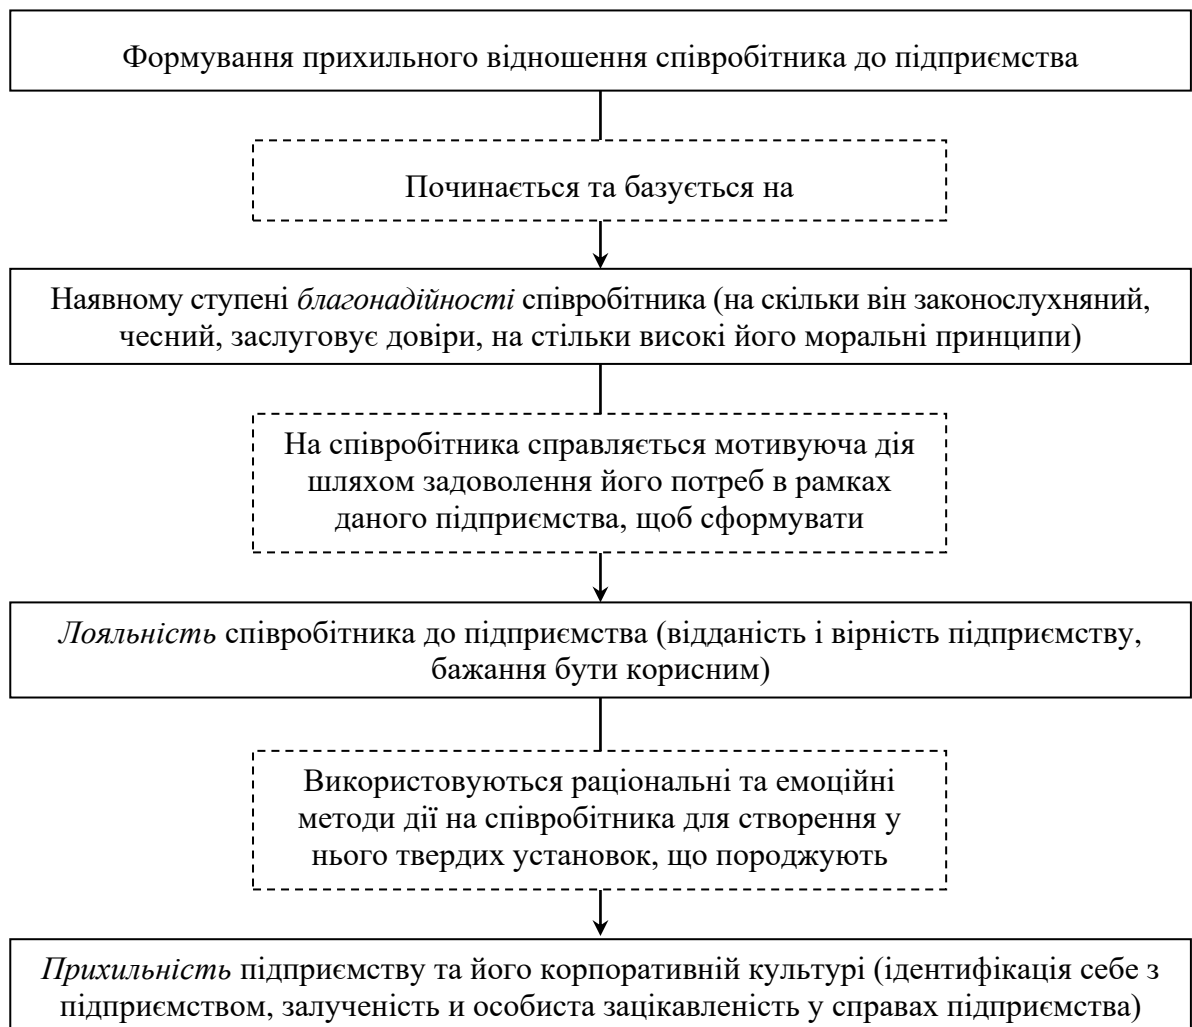 Формування прихильного відношення співробітника до підприємства
Починається та базується на
Наявному ступені благонадійності співробітника (на скільки він законослухняний,
чесний, заслуговує довіри, на стільки високі його моральні принципи)
На співробітника справляється мотивуюча дія
шляхом задоволення його потреб в рамках
даного підприємства, щоб сформувати
Лояльність співробітника до підприємства (відданість і вірність підприємству,
бажання бути корисним)
Використовуються раціональні та емоційні
методи дії на співробітника для створення у
нього твердих установок, що породжують
Прихильність підприємству та його корпоративній культурі (ідентифікація себе з
підприємством, залученість и особиста зацікавленість у справах підприємства)